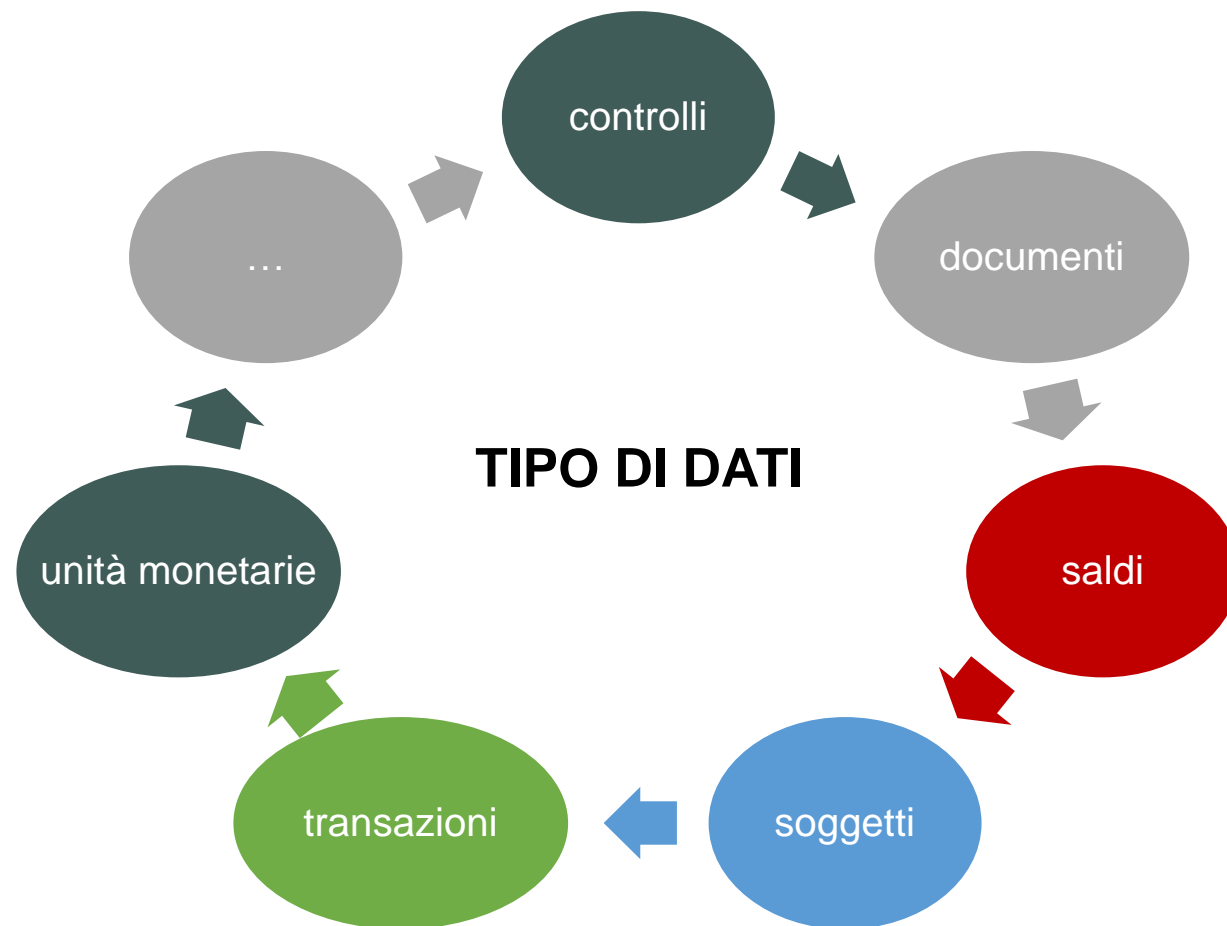 controlli
documenti
saldi
soggetti
transazioni
unità monetarie
…
TIPO DI DATI